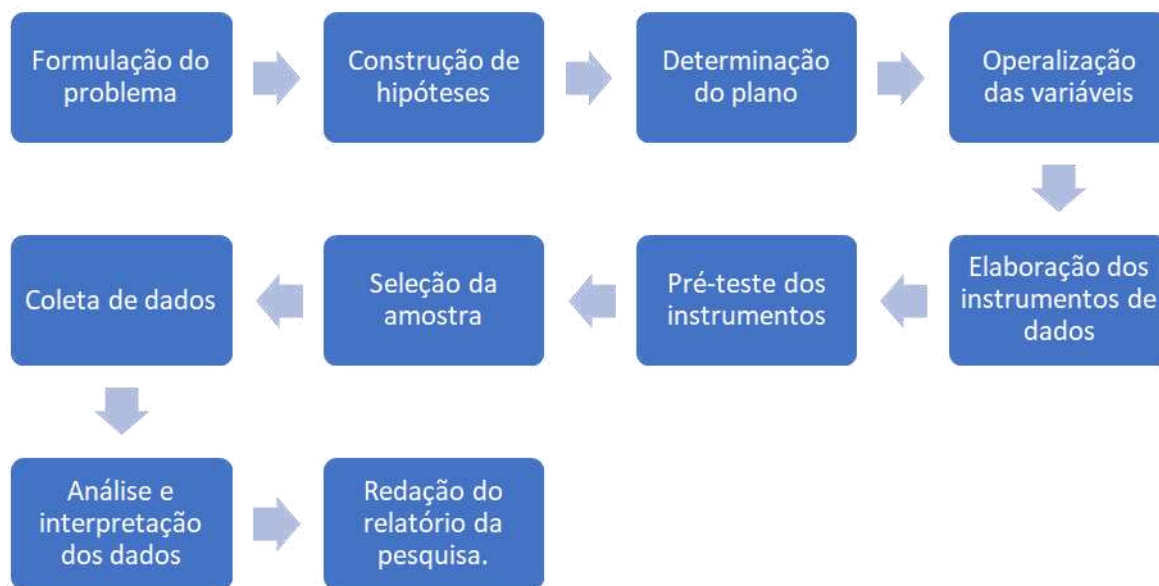 Formulação do
problema
Construção de
hipóteses
Determinação
do plano
Operalização
das variáveis
Elaboração dos
instrumentos de
dados
Pré-teste dos
instrumentos
Seleção da
amostra
Coleta de dados
Análise e
interpretação
dos dados
Redação do
relatório da
pesquisa.